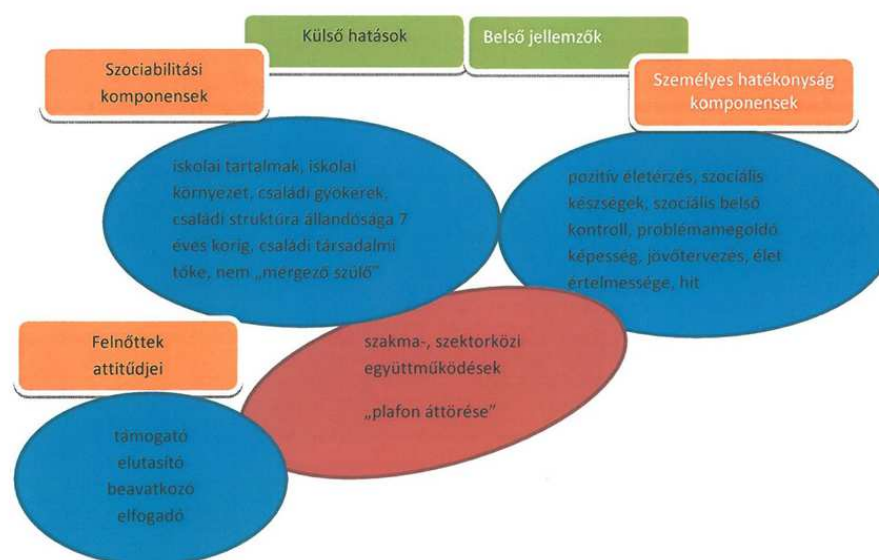 Külső hatások
Belső jellemzők
Szociabilitási
komponensek
Személyes hatékonyság
komponensek
iskolai tartalmak, iskolai
környezet, családi gyökerek,
családi struktúra állandósága 7
éves korig, családi társadalmi
tőke, nem „mérgező szülő”
pozitív életérzés, szociális
készségek, szociális belső
kontroll, problémamegoldó
képesség, jövőtervezés, élet
értelmessége, hit
Felnőttek
attitűdjei
szakma-, szektorközi
együttműködések
„plafon áttörése”
támogató
elutasító
beavatkozó
elfogadó